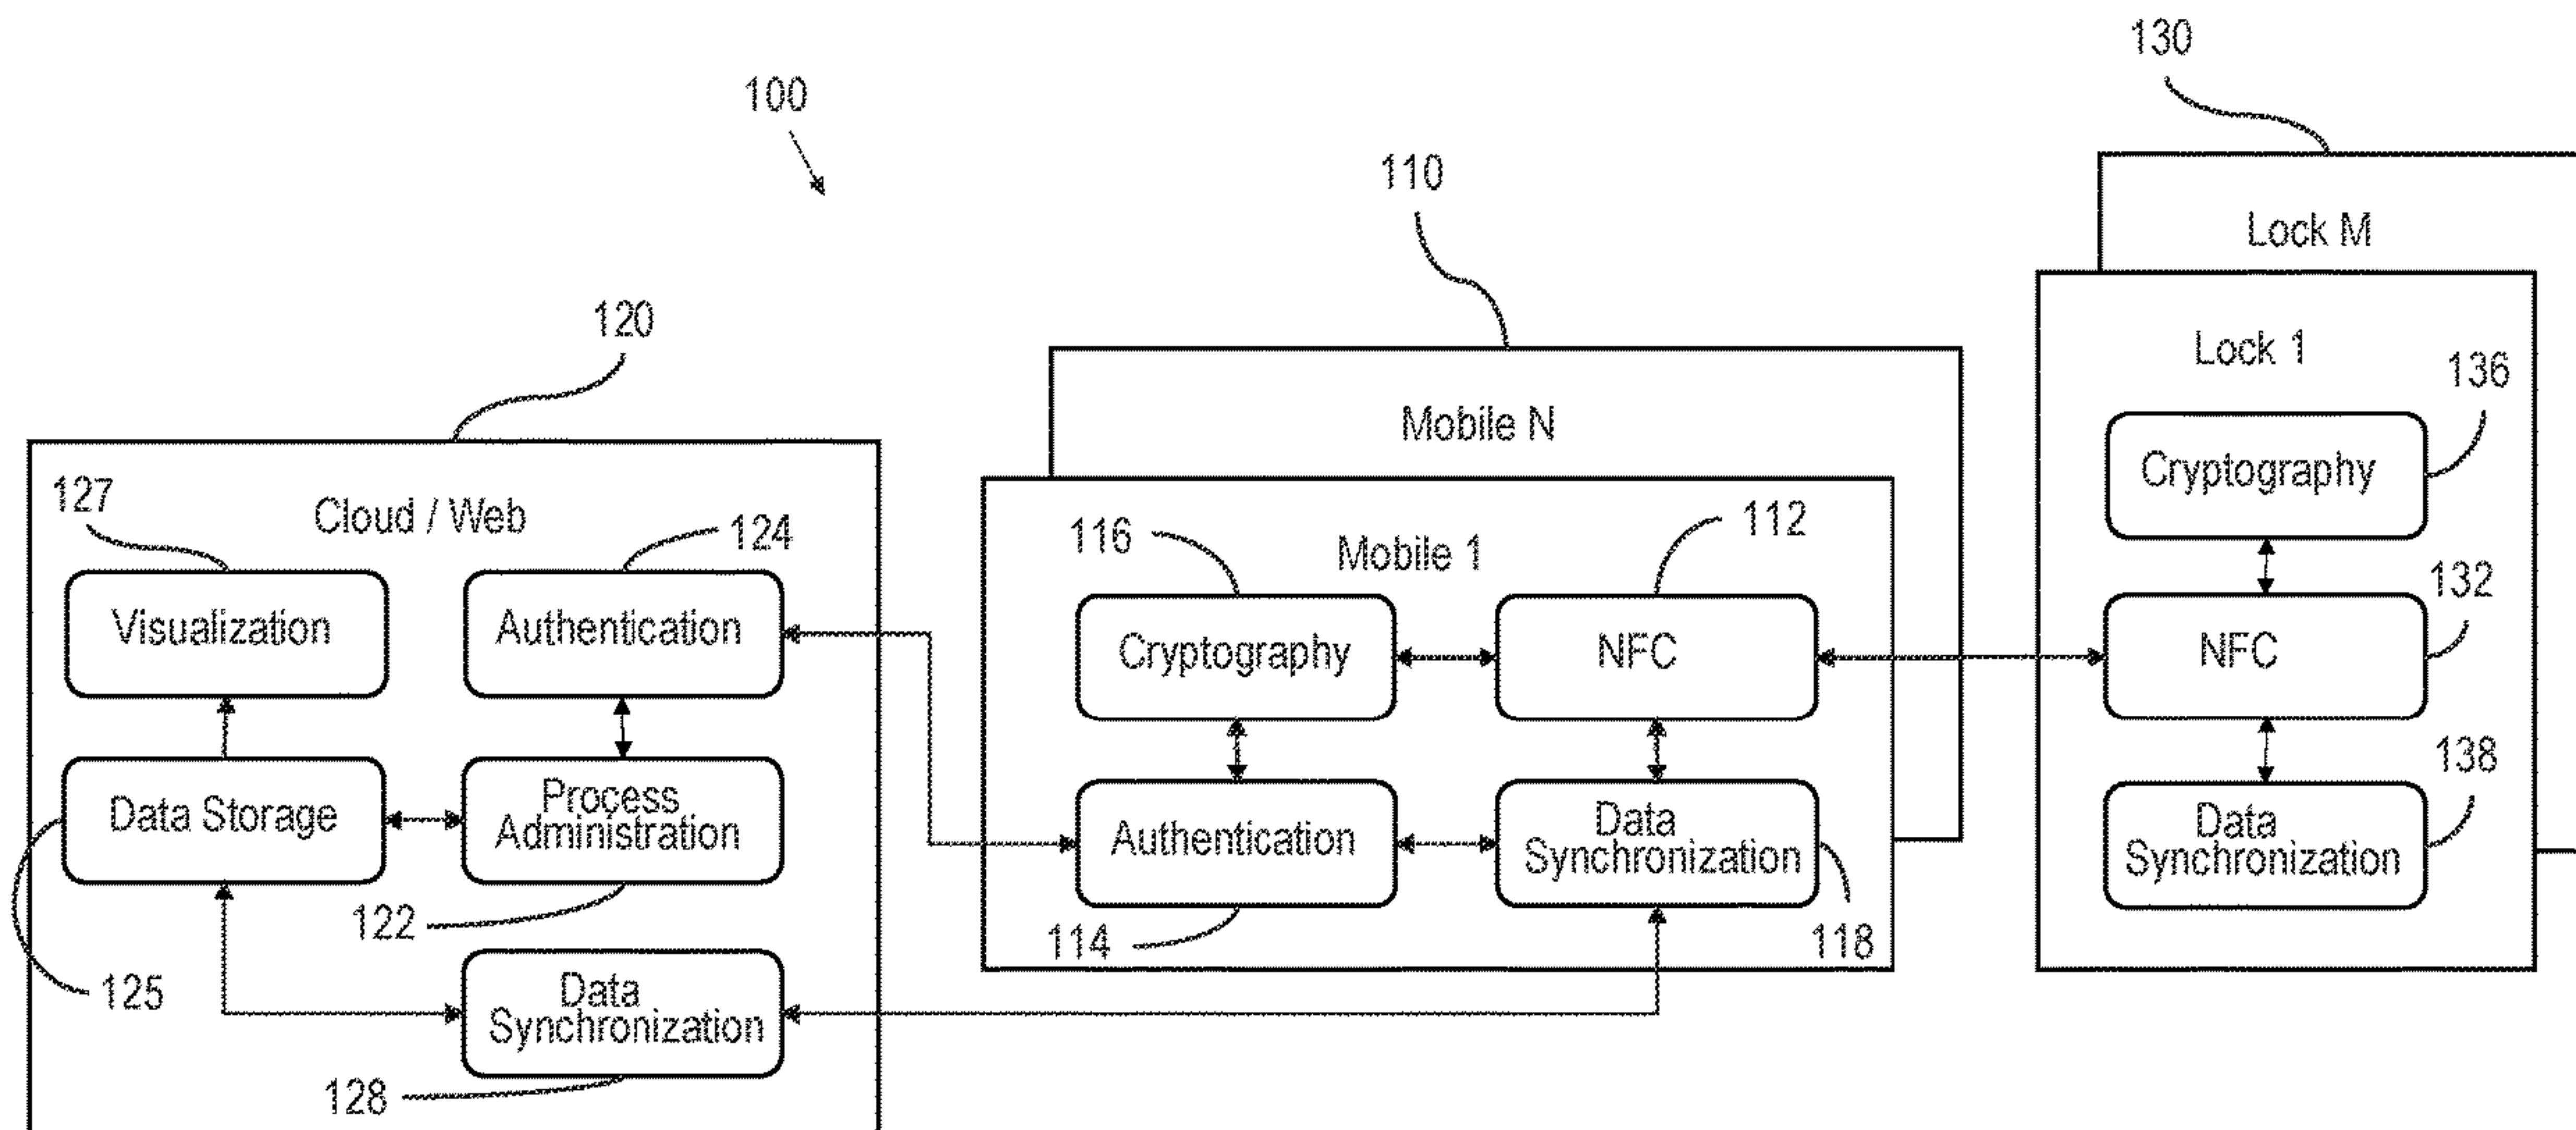 100
130
110
120
Lock M
Lock 1
136
Cryptography
132
NFC
138
Data
Synchronization
Mobile N
Mobile 1
116
112
Cryptography
NFC
Authentication
Data
Synchronization
114
118
Cloud / Web
127
124
Visualization
Authentication
Data Storage
Process
Administration
122
125
Data
Synchronization
128